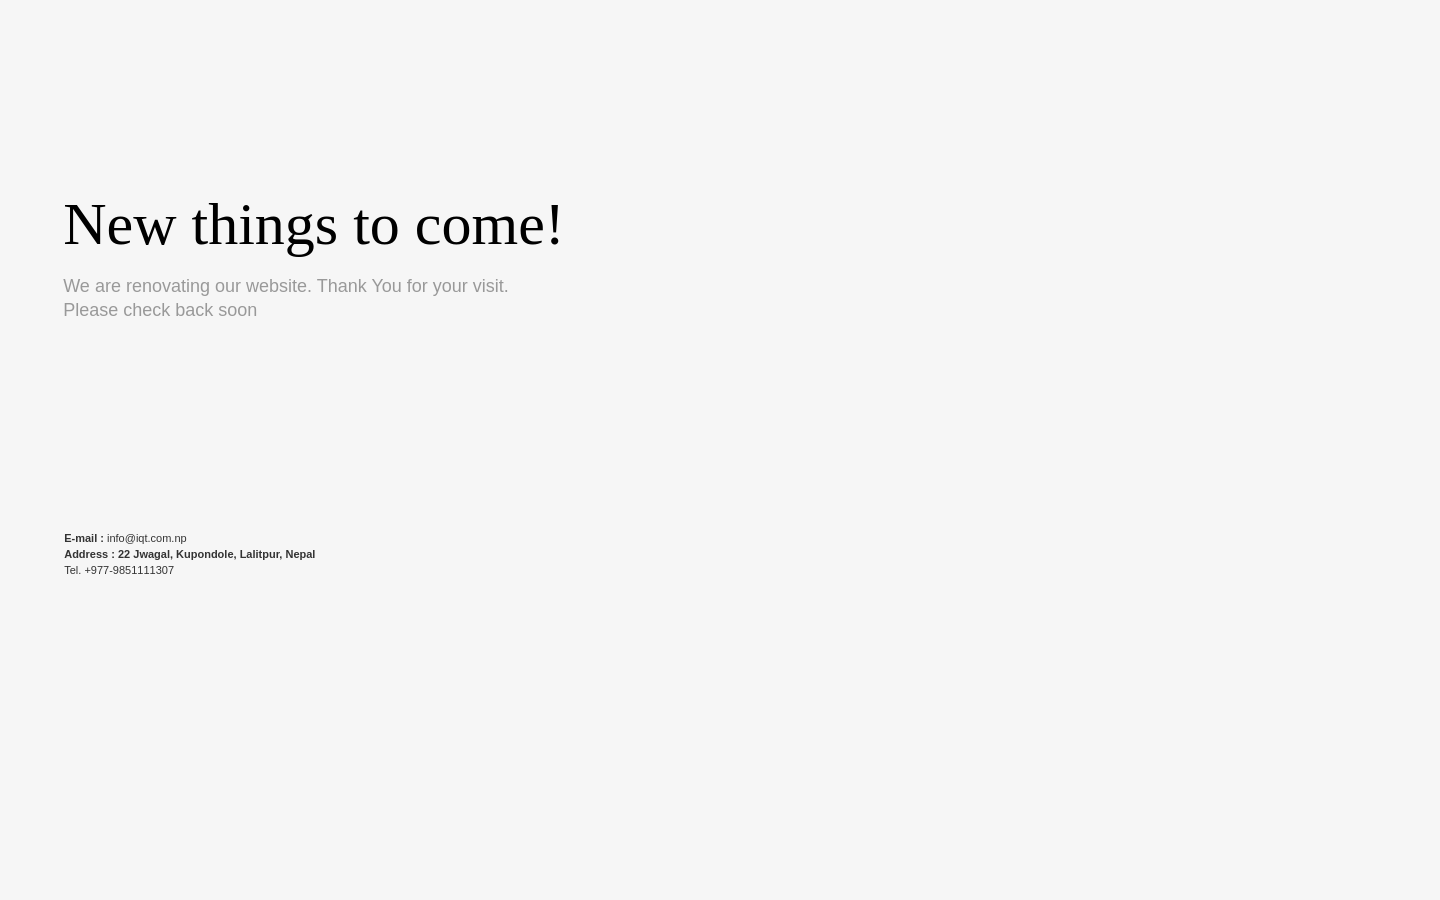 New things to come!
We are renovating our website. Thank You for your visit.
Please check back soon
E-mail : info@iqt.com.np
Address : 22 Jwagal, Kupondole, Lalitpur, Nepal
Tel. +977-9851111307